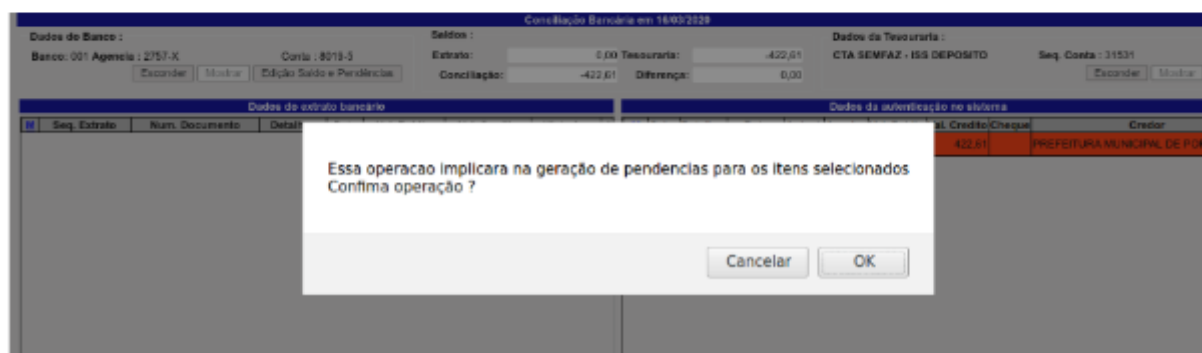 Conciliação Bancária em 16/03/2020
Dados do Banco :
Saldos :
Dados da Tesouraria :
Banco: 001 Agencia : 2757-X Conta : 8019-5 Extrato: 0,00 Tesouraria: -422,61 CTA SEMFAZ - ISS DEPOSITO Seq. Conta : 31531
Esconder Mostrar Edição Saldo e Pendências Conciliação: -422,61 Diferença: 0,00 Esconder Mostrar
Dados do extrato bancário Dados da autenticação no sistema
M Seq. Extrato Num. Documento al. Credito Cheque Credor
422,61 PREFEITURA MUNICIPAL DE
Essa operacao implicara na geração de pendencias para os itens selecionados
Confima operação ?
Cancelar OK